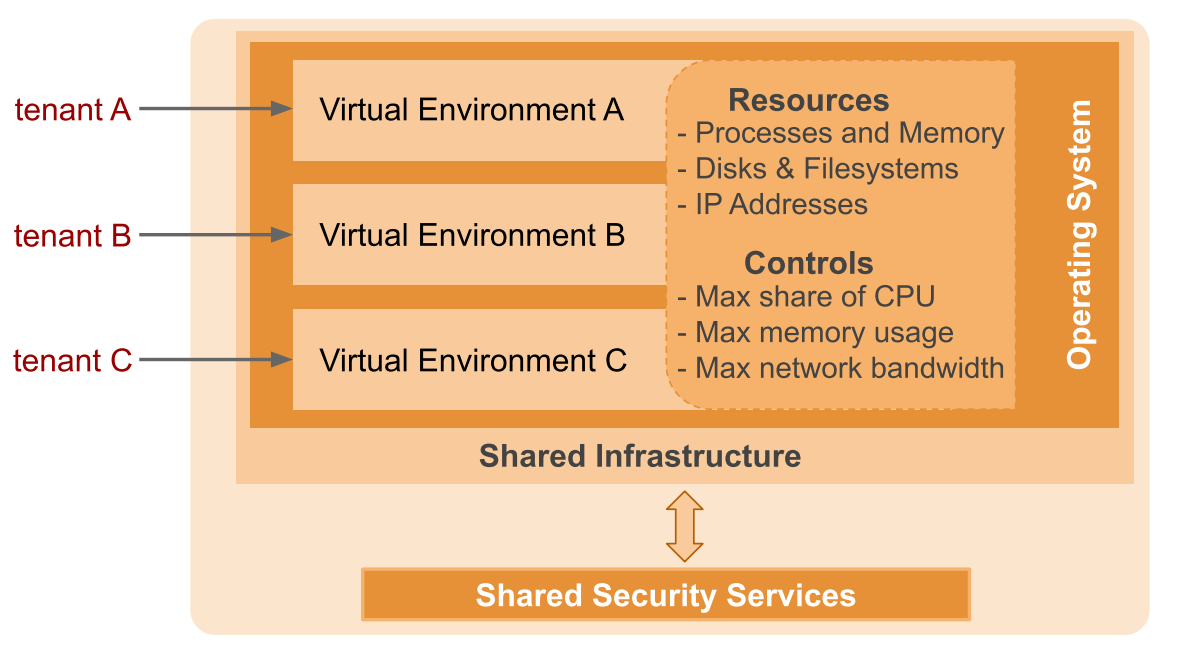 tenant A
Virtual Environment A
tenant B
Virtual Environment B
tenant C
Virtual Environment C
Resources
- Processes and Memory
- Disks & Filesystems
- IP Addresses
Controls
- Max share of CPU
- Max memory usage
- Max network bandwidth
Operating System
Shared Infrastructure
Shared Security Services